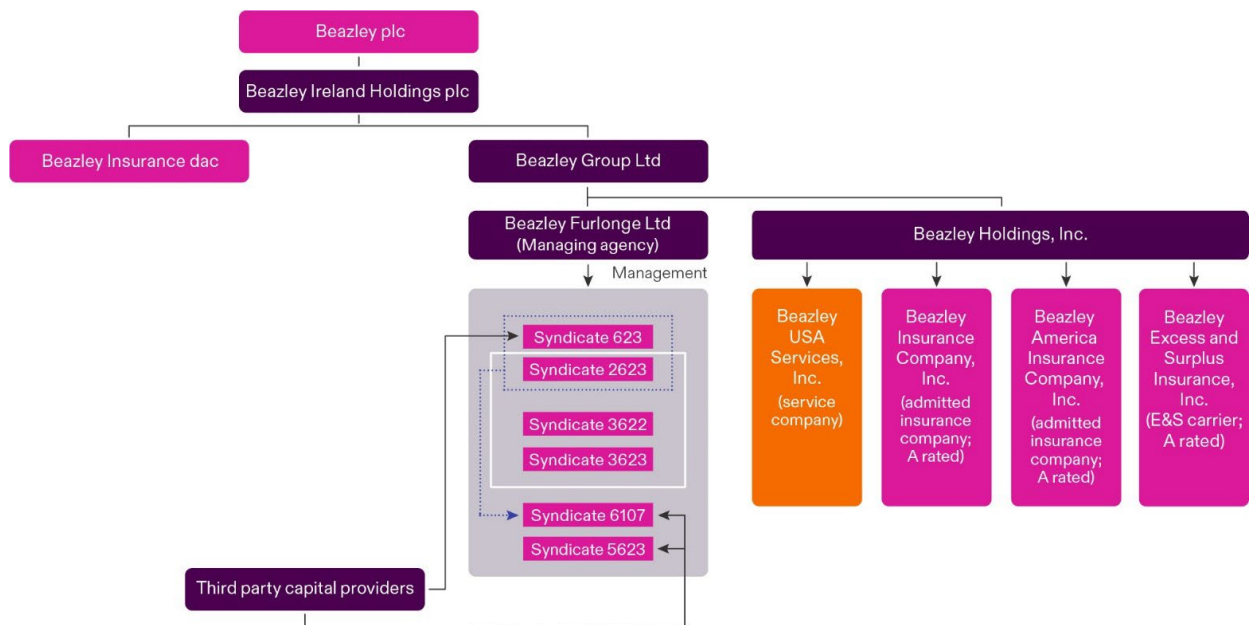 Beazley plc
Beazley Ireland Holdings plc
Beazley Insurance dac
Beazley Group Ltd
Beazley Furlonge Ltd
(Managing agency)
Beazley Holdings, Inc.
Management
Syndicate 623
Syndicate 2623
Syndicate 3622
Syndicate 3623
Syndicate 6107
Syndicate 5623
Beazley
USA
Services,
Inc.
(service
company)
Beazley
Insurance
Company,
Inc.
(admitted
insurance
company;
A rated)
Beazley
America
Insurance
Company,
Inc.
(admitted
insurance
company;
A rated)
Beazley
Excess and
Surplus
Insurance,
Inc.
(E&S carrier;
A rated)
Third party capital providers